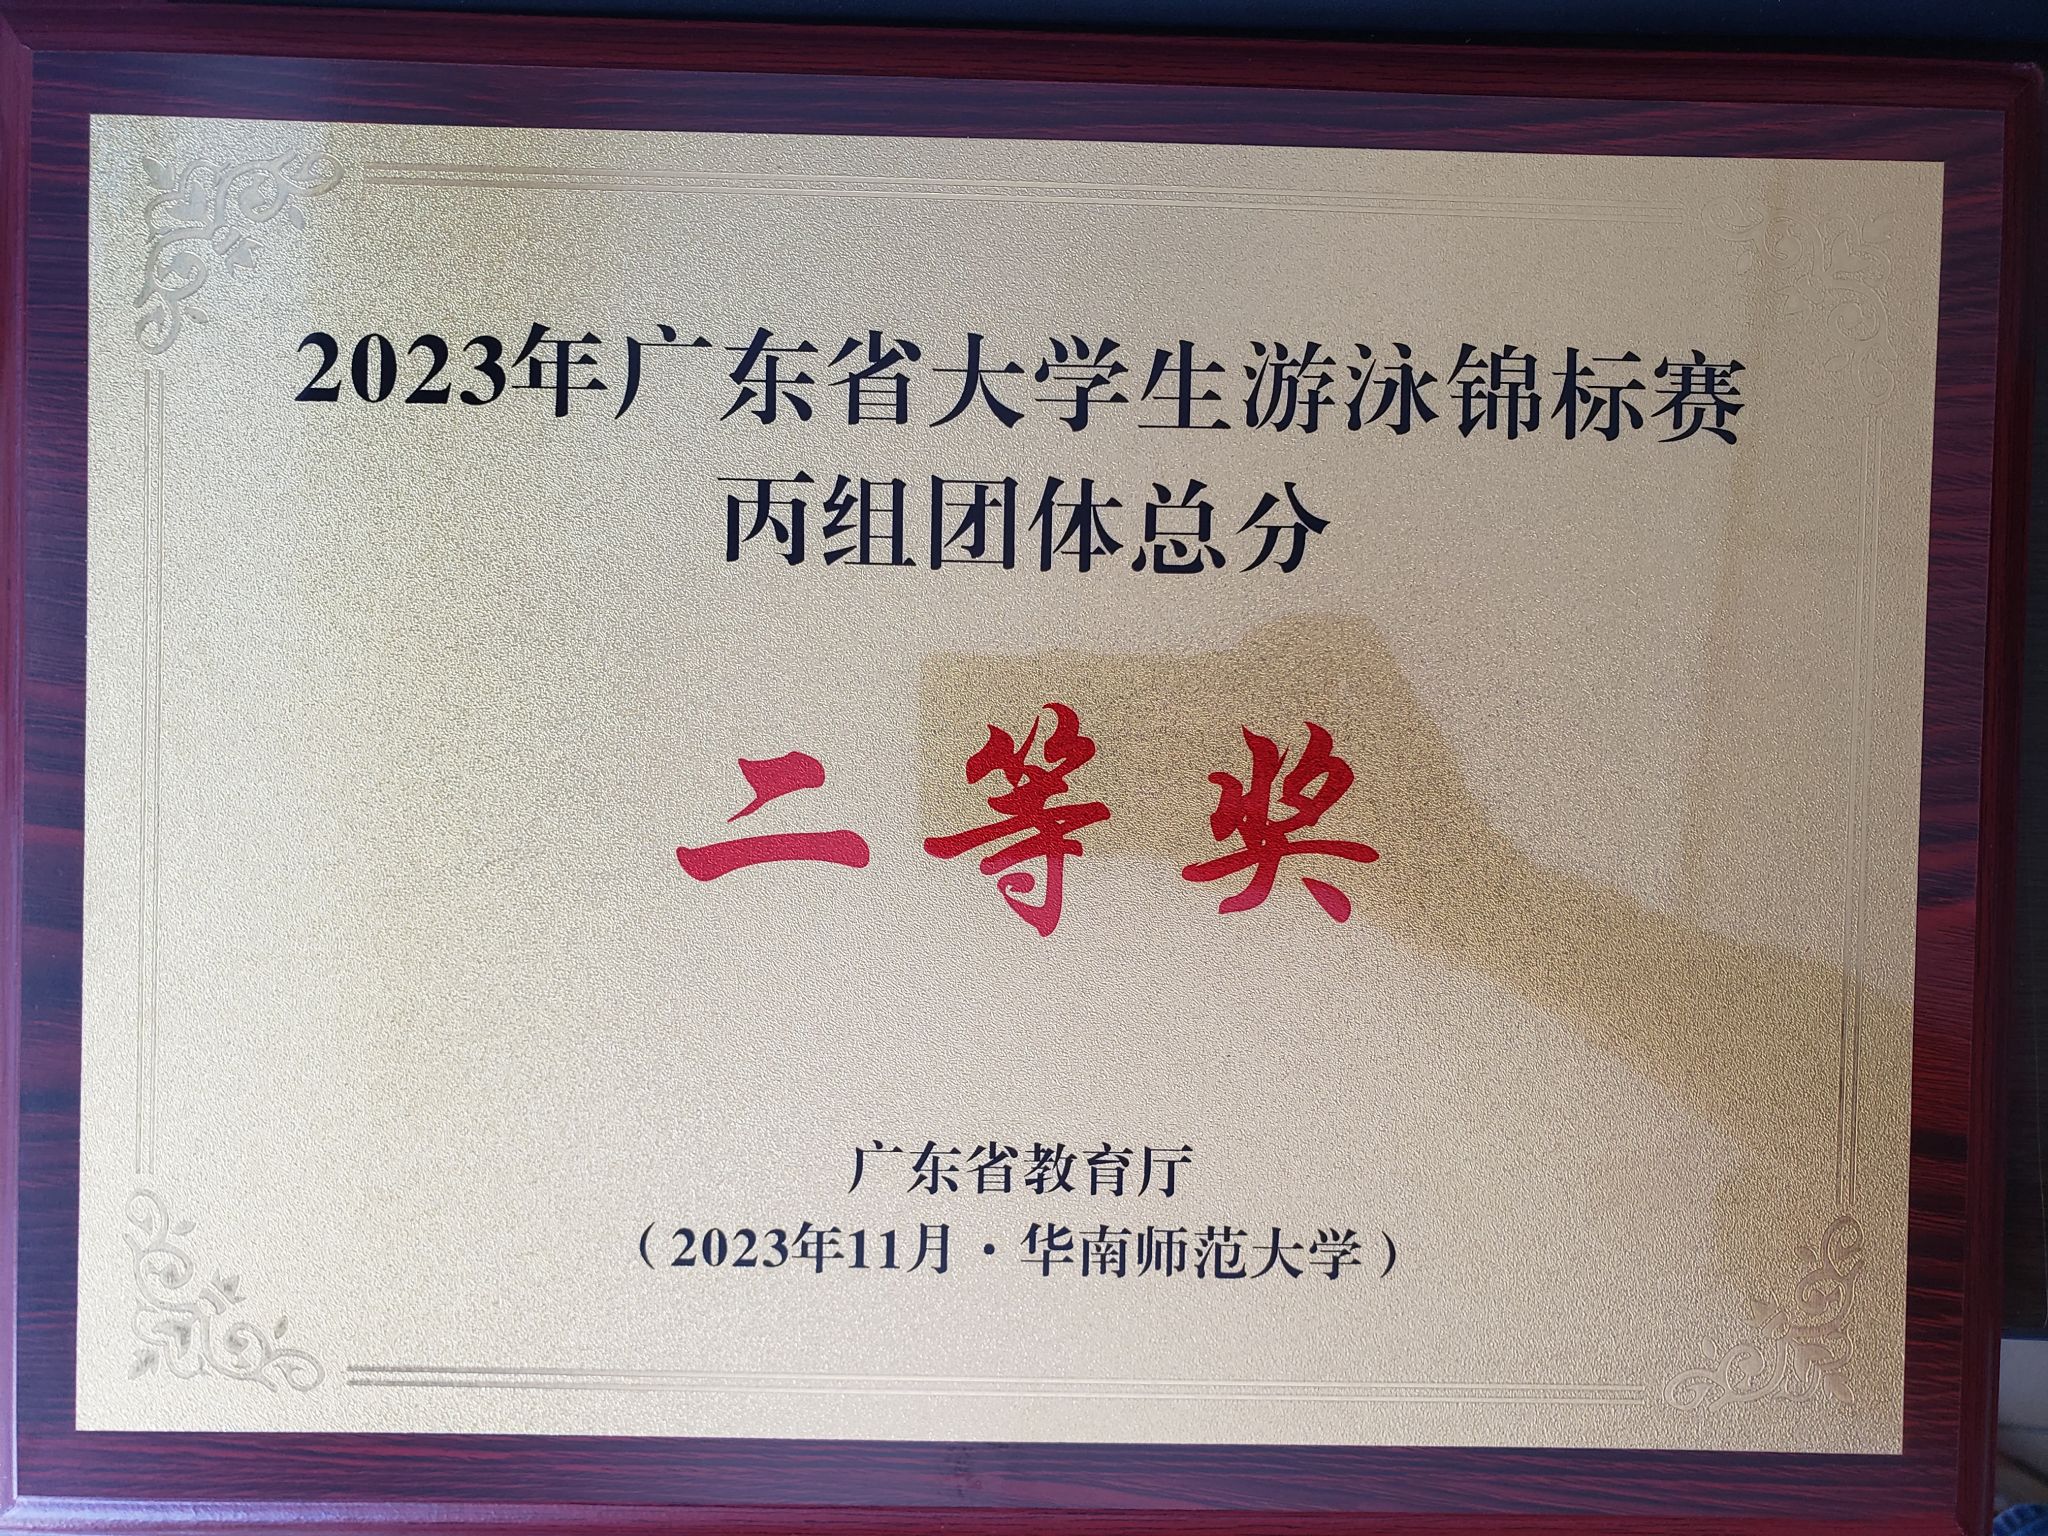 2023年广东省大学生游泳锦标赛
丙组团体总分
二等奖
广东省教育厅
（2023年11月·华南师范大学）